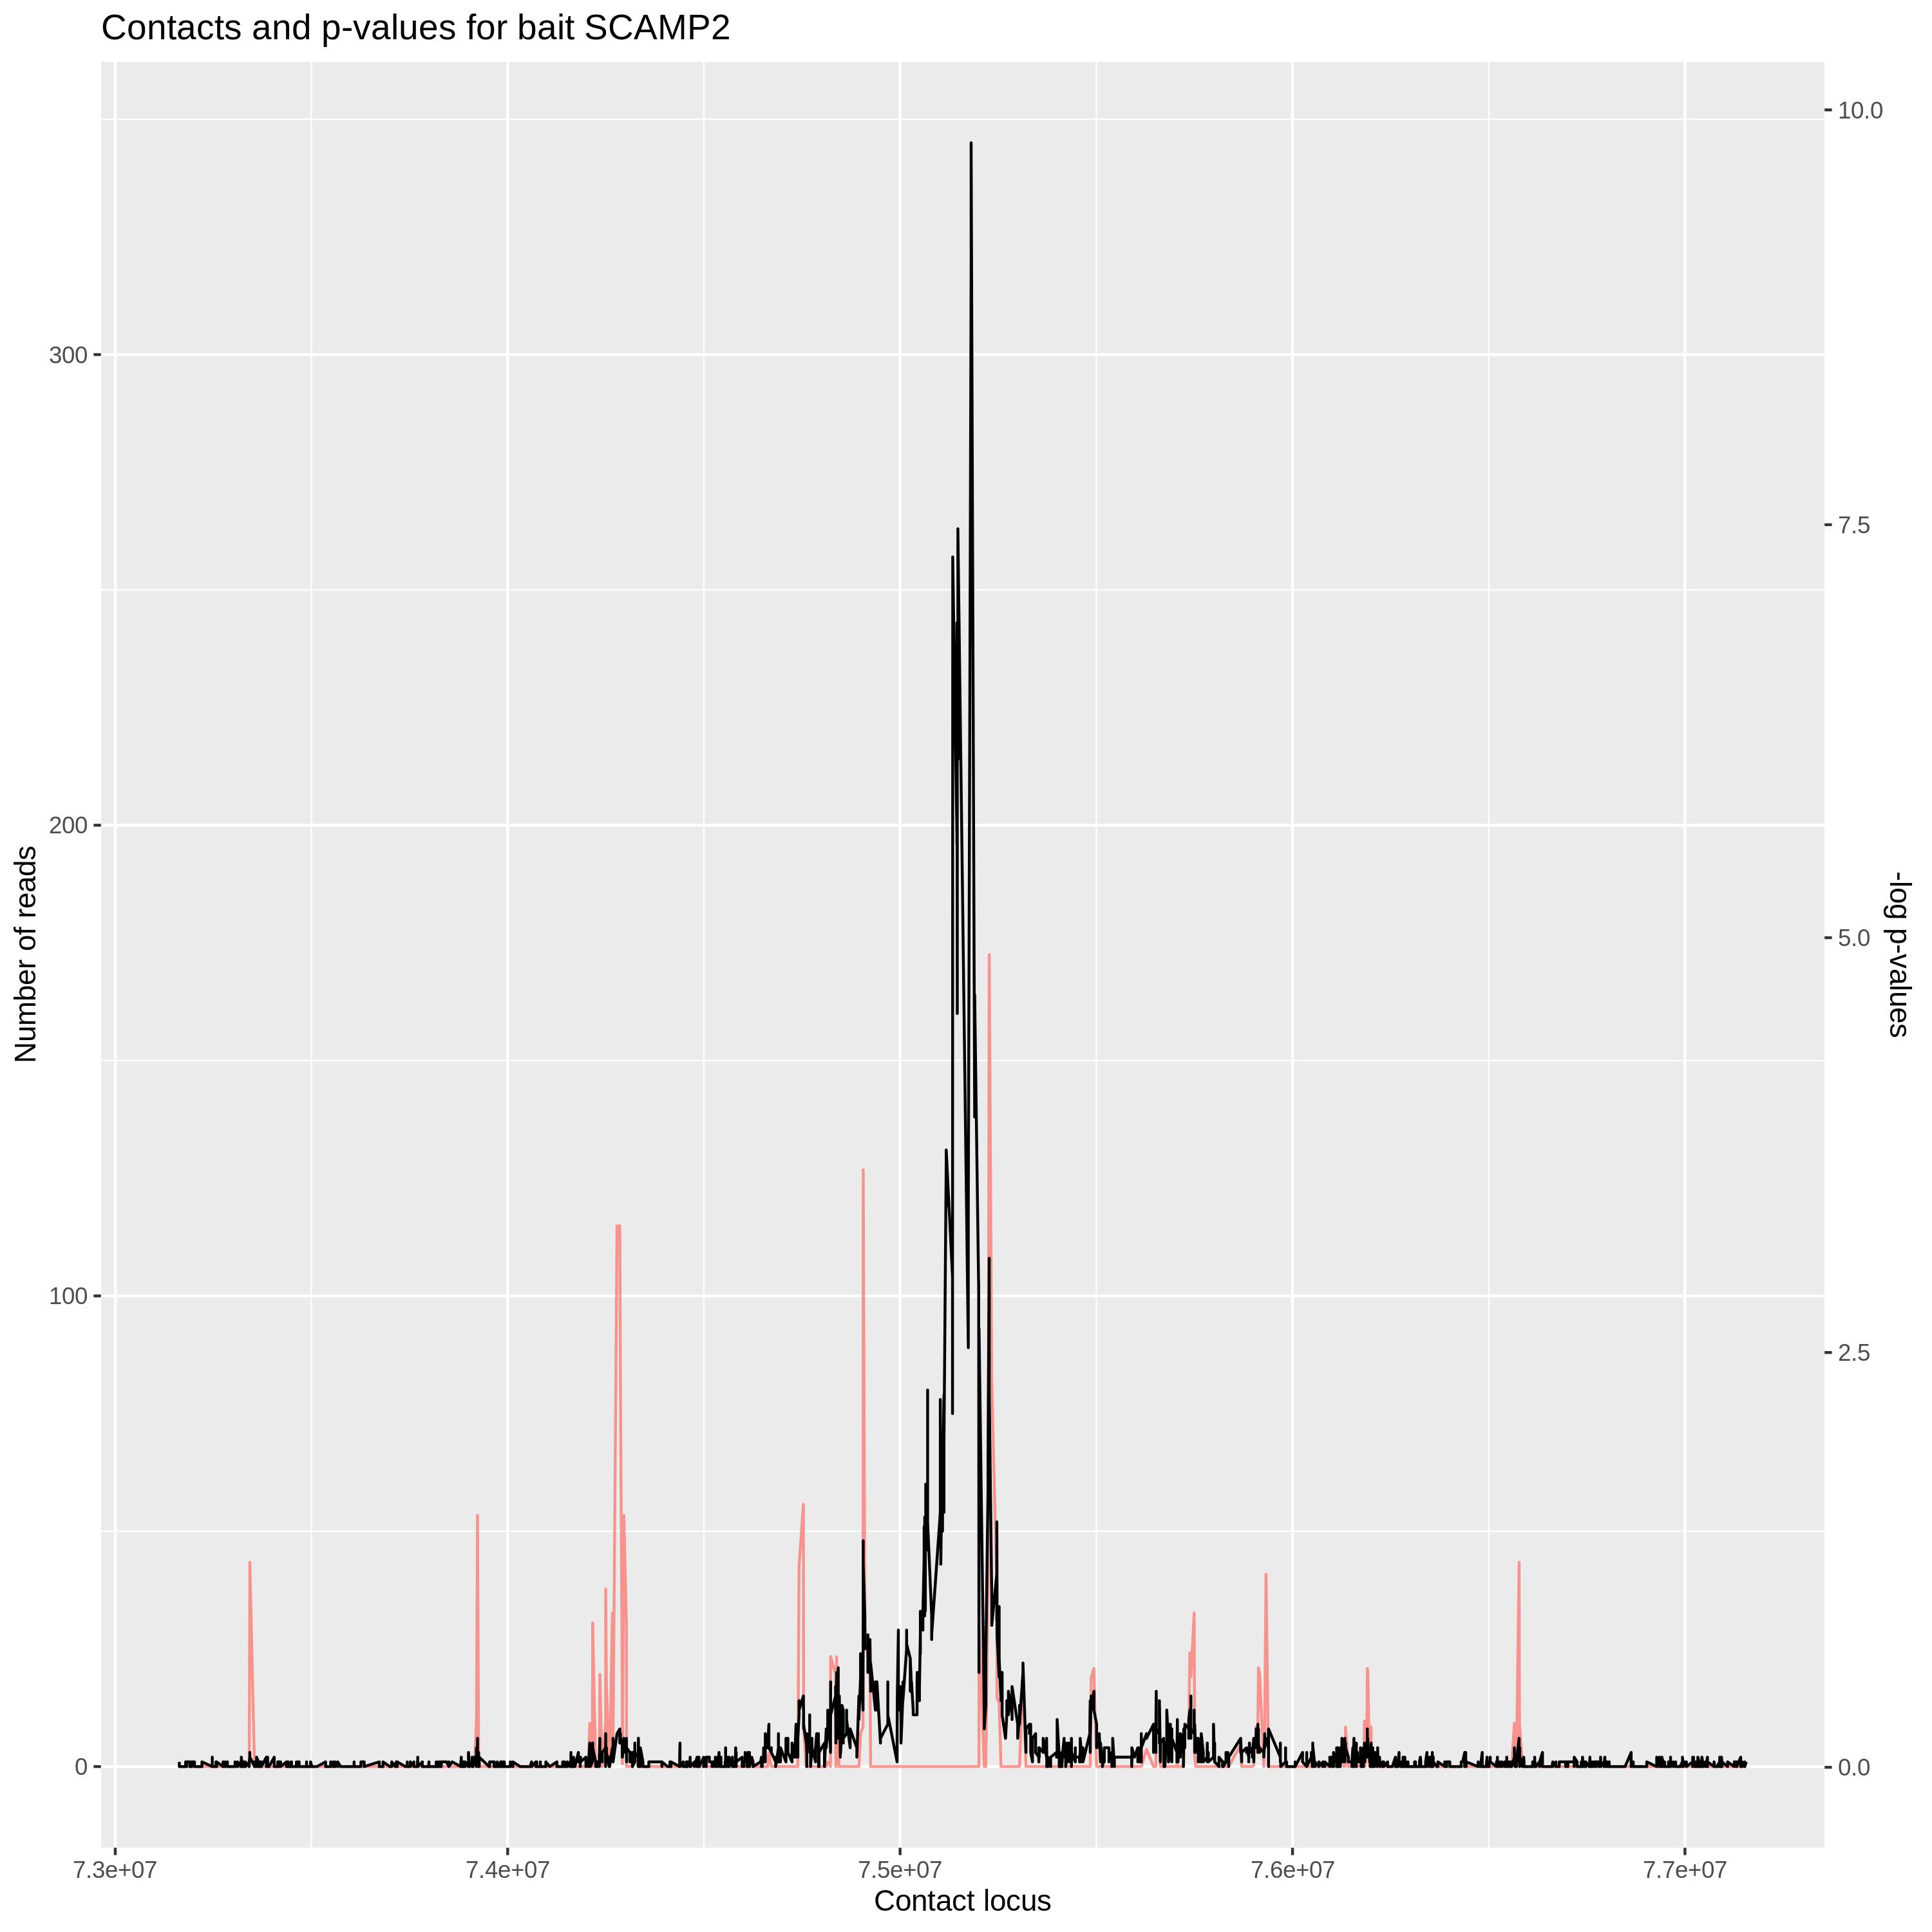 Contacts and p-values for bait SCAMP2
Number of reads
300
200
100
0
10.0
7.5
5.0
2.5
0.0
-log p-values
7.3e+07 7.4e+07 7.5e+07 7.6e+07 7.7e+07
Contact locus